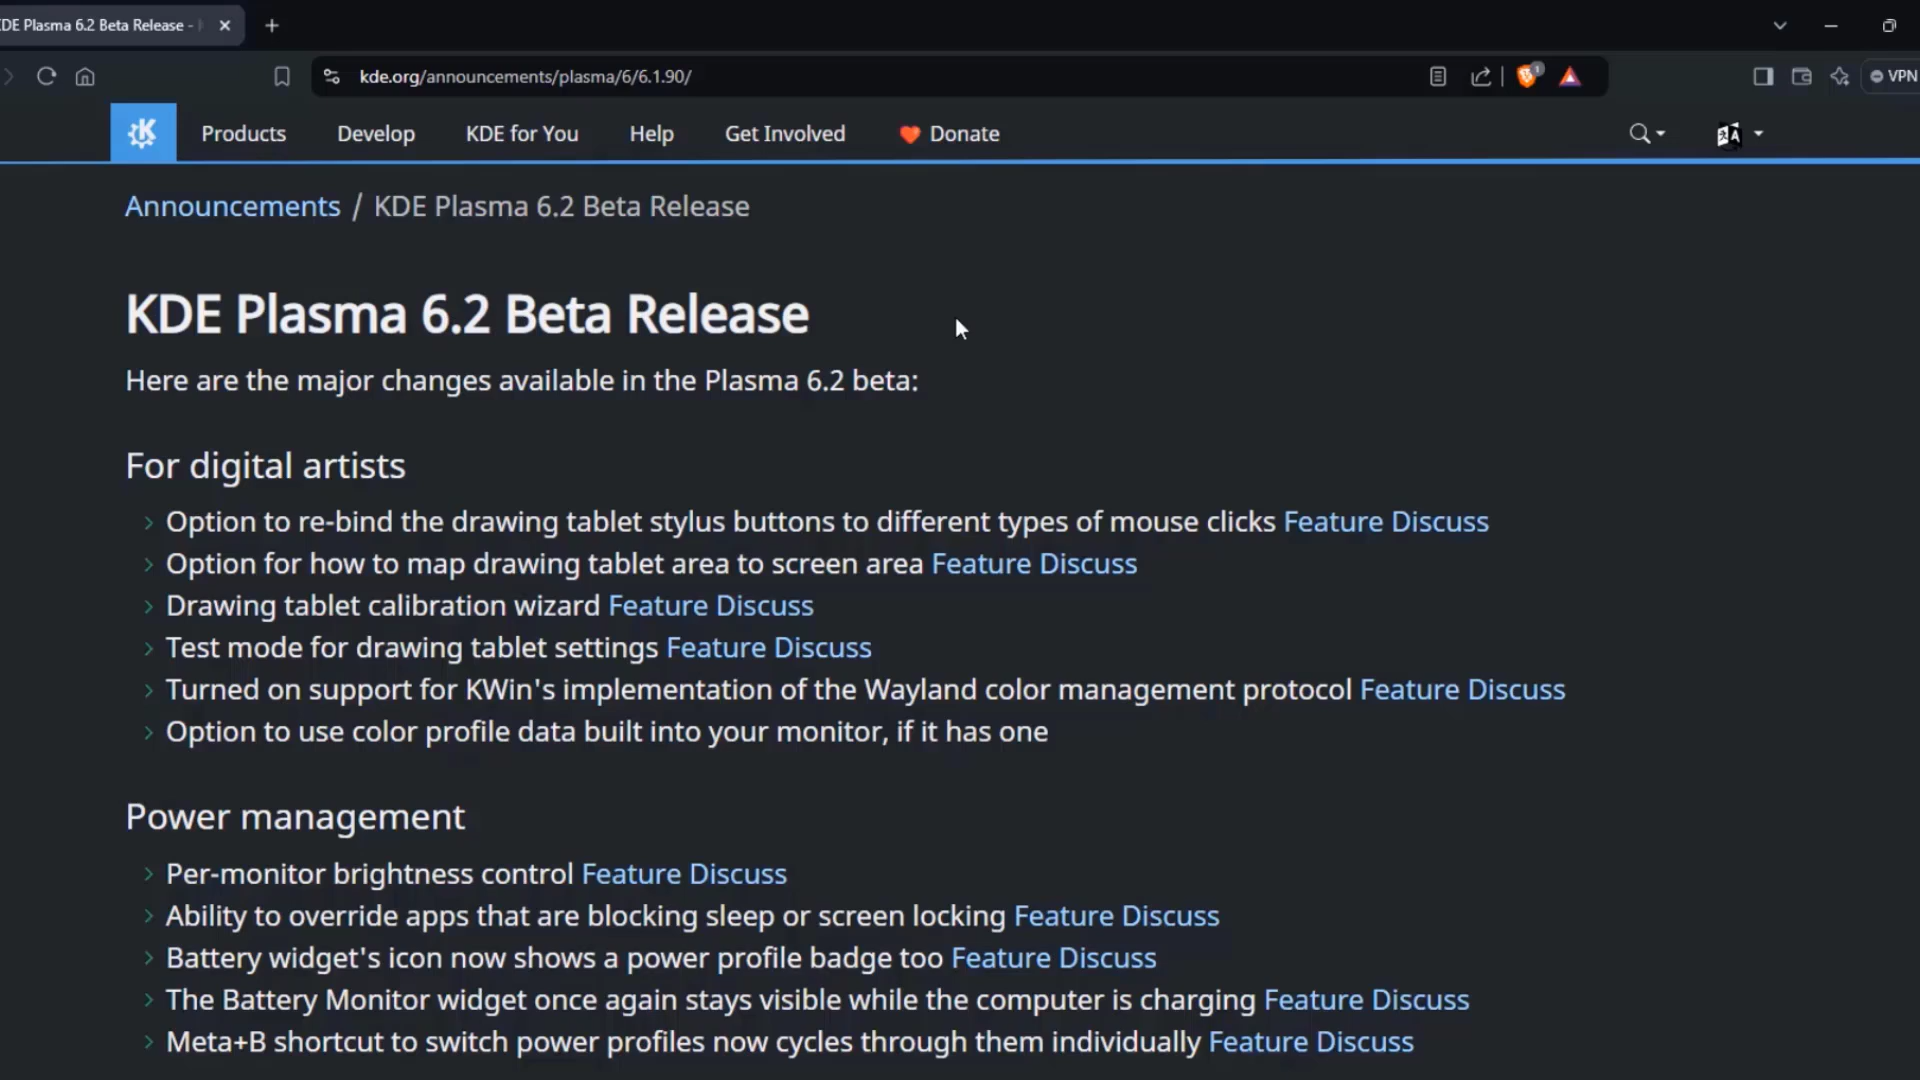 DE Plasma 6.2 Beta Release -
kde.org/announcements/plasma/6/6.1.90/
1
VPN
K
Products
Develop
KDE for You
Help
Get Involved
Donate
Announcements / KDE Plasma 6.2 Beta Release
KDE Plasma 6.2 Beta Release
Here are the major changes available in the Plasma 6.2 beta:
For digital artists
Option to re-bind the drawing tablet stylus buttons to different types of mouse clicks Feature Discuss
Option for how to map drawing tablet area to screen area Feature Discuss
Drawing tablet calibration wizard Feature Discuss
Test mode for drawing tablet settings Feature Discuss
Turned on support for KWin's implementation of the Wayland color management protocol Feature Discuss
Option to use color profile data built into your monitor, if it has one
Power management
Per-monitor brightness control Feature Discuss
Ability to override apps that are blocking sleep or screen locking Feature Discuss
Battery widget's icon now shows a power profile badge too Feature Discuss
The Battery Monitor widget once again stays visible while the computer is charging Feature Discuss
Meta+B shortcut to switch power profiles now cycles through them individually Feature Discuss